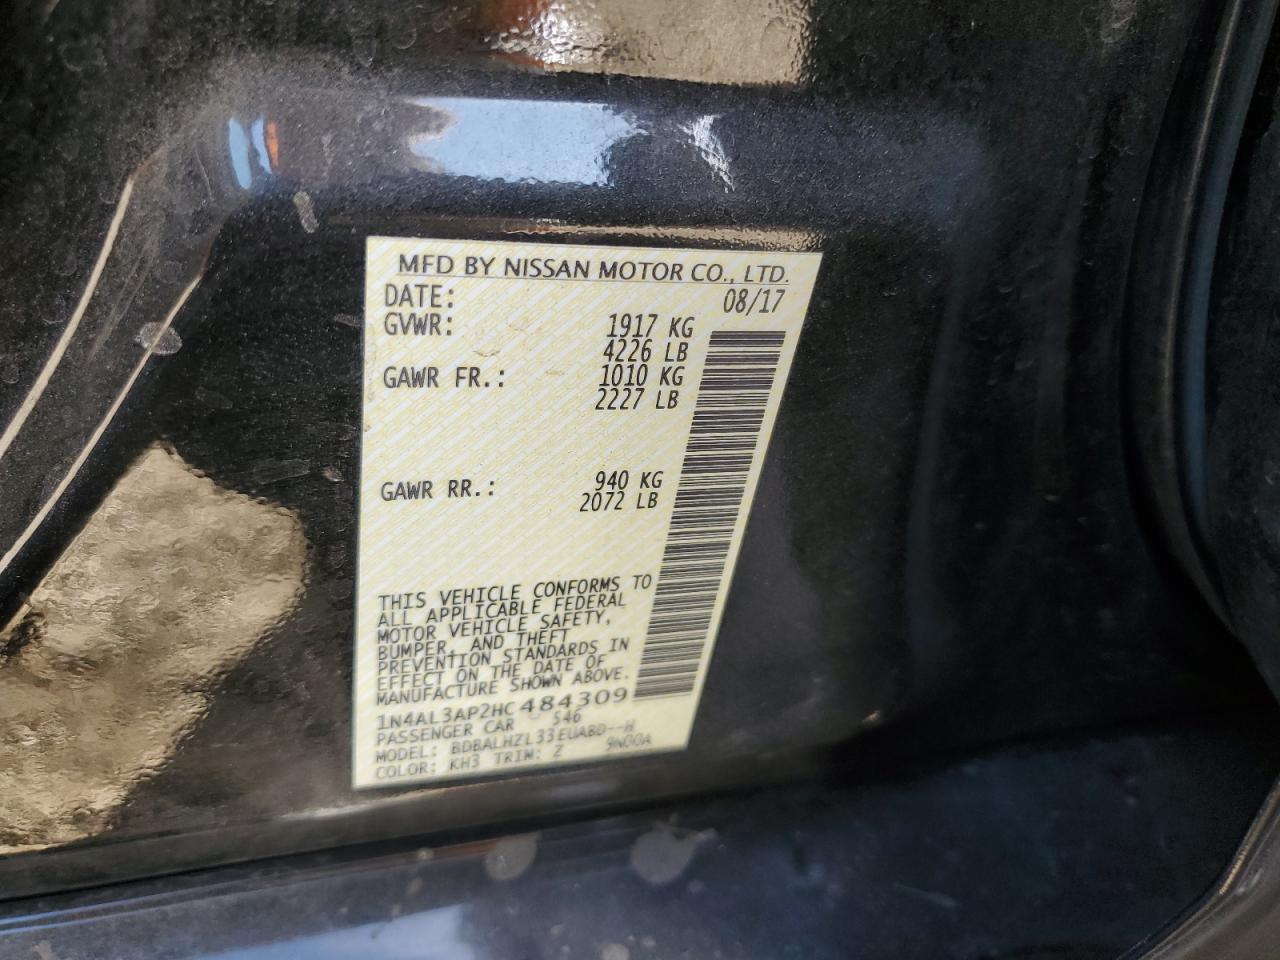 MFD BY NISSAN MOTOR CO., LTD.
DATE: 08/17
GVWR: 1917 KG
4226 LB
GAWR FR.: 1010 KG
2227 LB
GAWR RR.: 940 KG
2072 LB
THIS VEHICLE CONFORMS TO
ALL APPLICABLE FEDERAL
MOTOR VEHICLE SAFETY,
BUMPER, AND THEFT
PREVENTION STANDARDS IN
EFFECT ON THE DATE OF
MANUFACTURE SHOWN ABOVE.
1N4AL3AP2HC484309
PASSENGER CAR 546
MODEL: BDBALHZL33EUABD--H
COLOR: KH3 TRIM: Z 9N00A